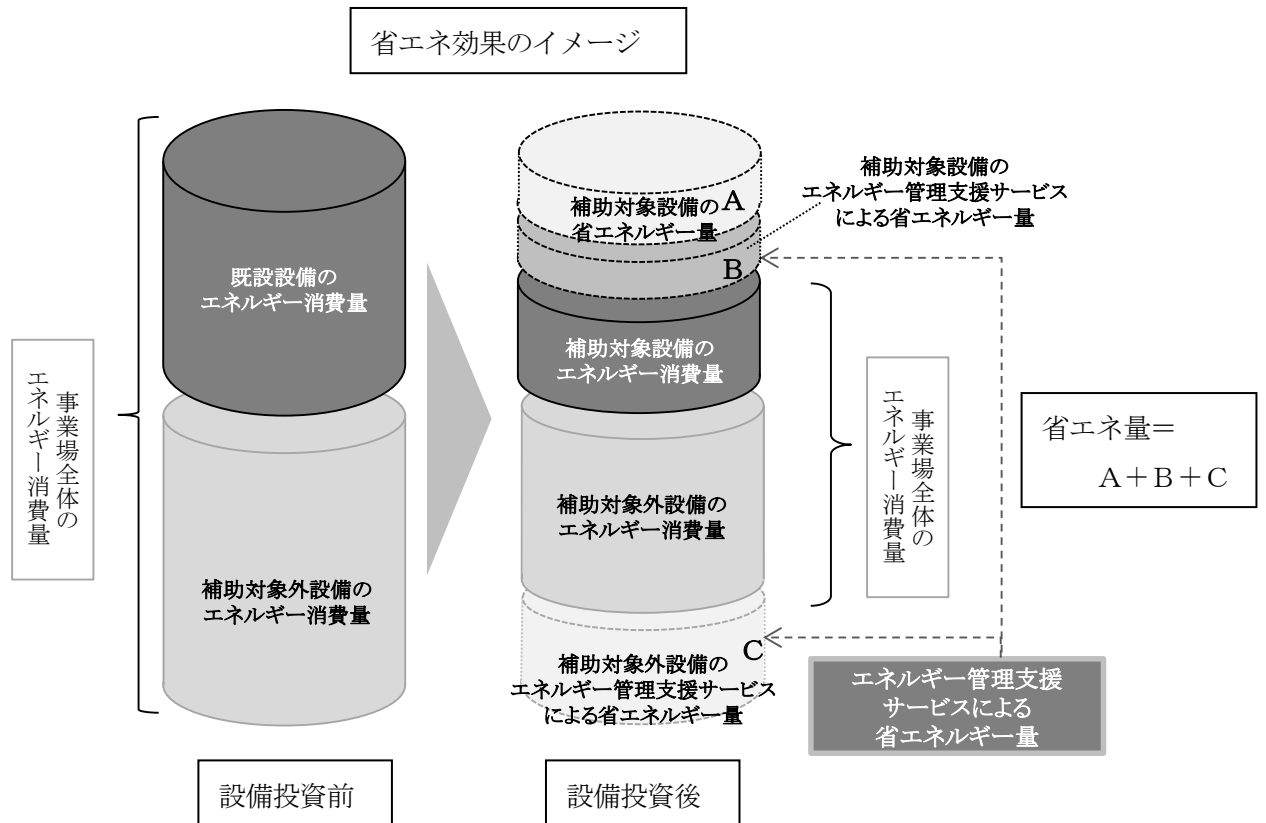 省エネ効果のイメージ
事業場全体の
エネルギー消費量
既設設備の
エネルギー消費量
補助対象外設備の
エネルギー消費量
設備投資前
補助対象設備の
省エネルギー量
A
B
補助対象設備の
エネルギー管理支援サービス
による省エネルギー量
補助対象設備の
エネルギー消費量
補助対象外設備の
エネルギー消費量
C
補助対象外設備の
エネルギー管理支援サービス
による省エネルギー量
設備投資後
事業場全体の
エネルギー消費量
省エネ量＝
A＋B＋C
エネルギー管理支援
サービスによる
省エネルギー量